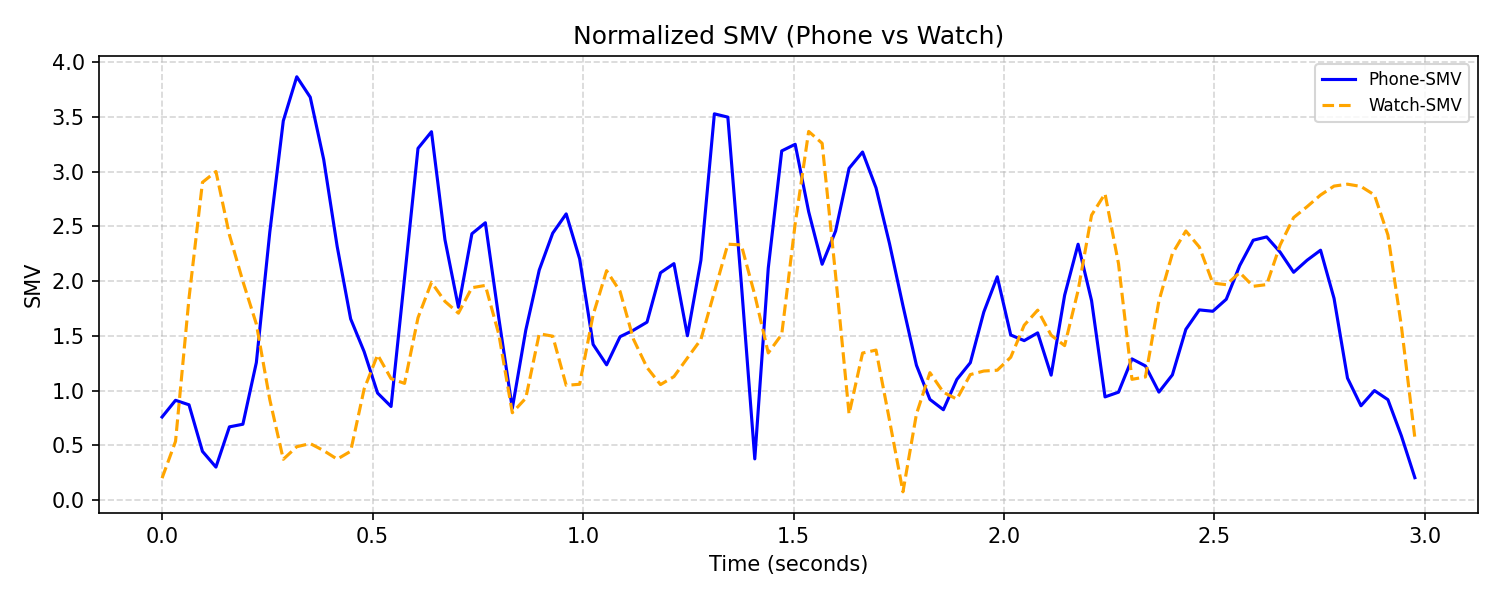 Normalized SMV (Phone vs Watch)
Phone-SMV
Watch-SMV
SMV
4.0
3.5
3.0
2.5
2.0
1.5
1.0
0.5
0.0
0.0 0.5 1.0 1.5 2.0 2.5 3.0
Time (seconds)